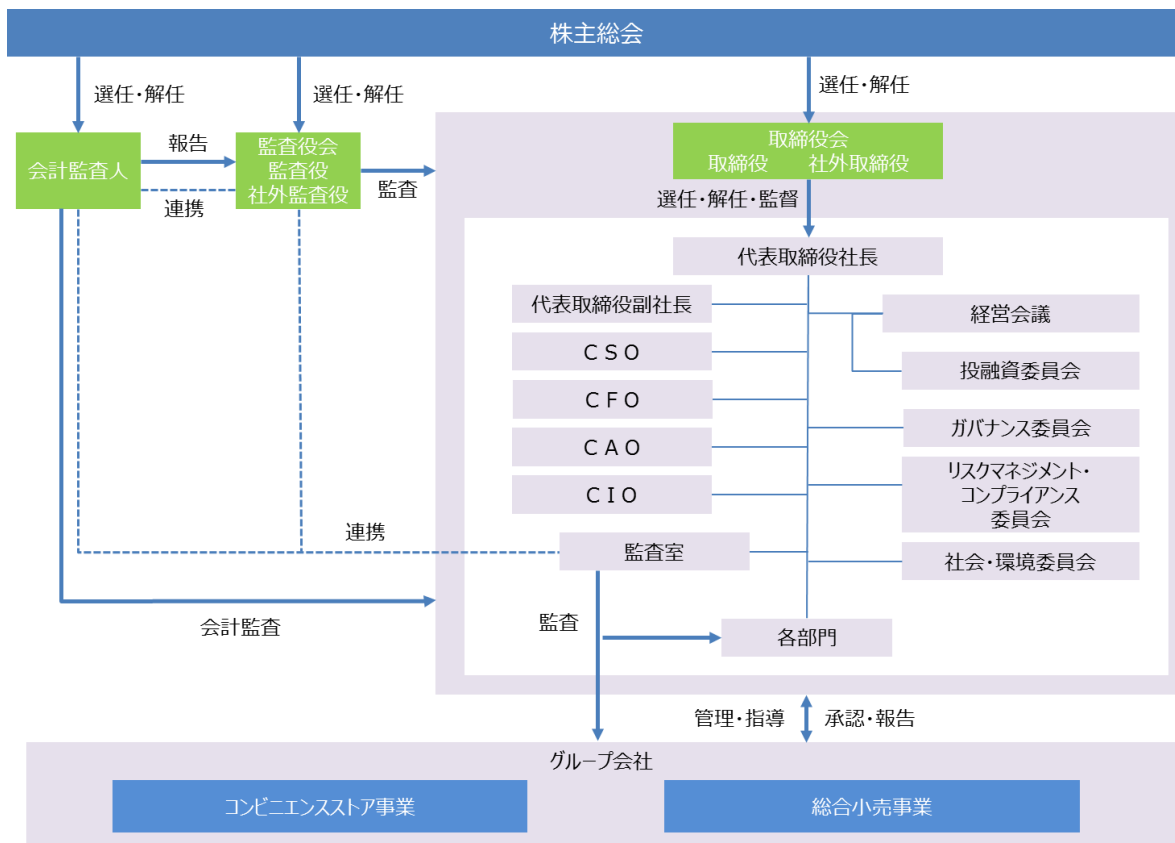 株主総会
選任・解任
選任・解任
選任・解任
会計監査人
報告
連携
監査役会
監査役
社外監査役
監査
取締役会
取締役 社外取締役
選任・解任・監督
代表取締役社長
代表取締役副社長
経営会議
CSO
投融資委員会
CFO
ガバナンス委員会
CAO
リスクマネジメント・
コンプライアンス
委員会
CIO
連携
監査室
社会・環境委員会
会計監査
監査
各部門
管理・指導
承認・報告
グループ会社
コンビニエンスストア事業
総合小売事業